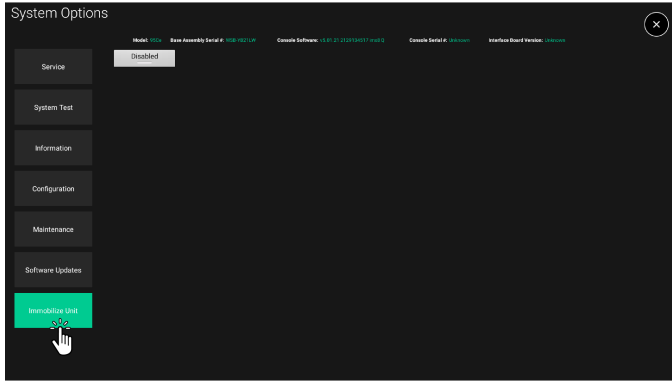 System Options
Model: 95Ge Base Assembly Serial #: Console Software: Console Serial #: Unknown Interface Board Version: Unknown
Disabled
Service
System Test
Information
Configuration
Maintenance
Software Updates
Immobilize Unit